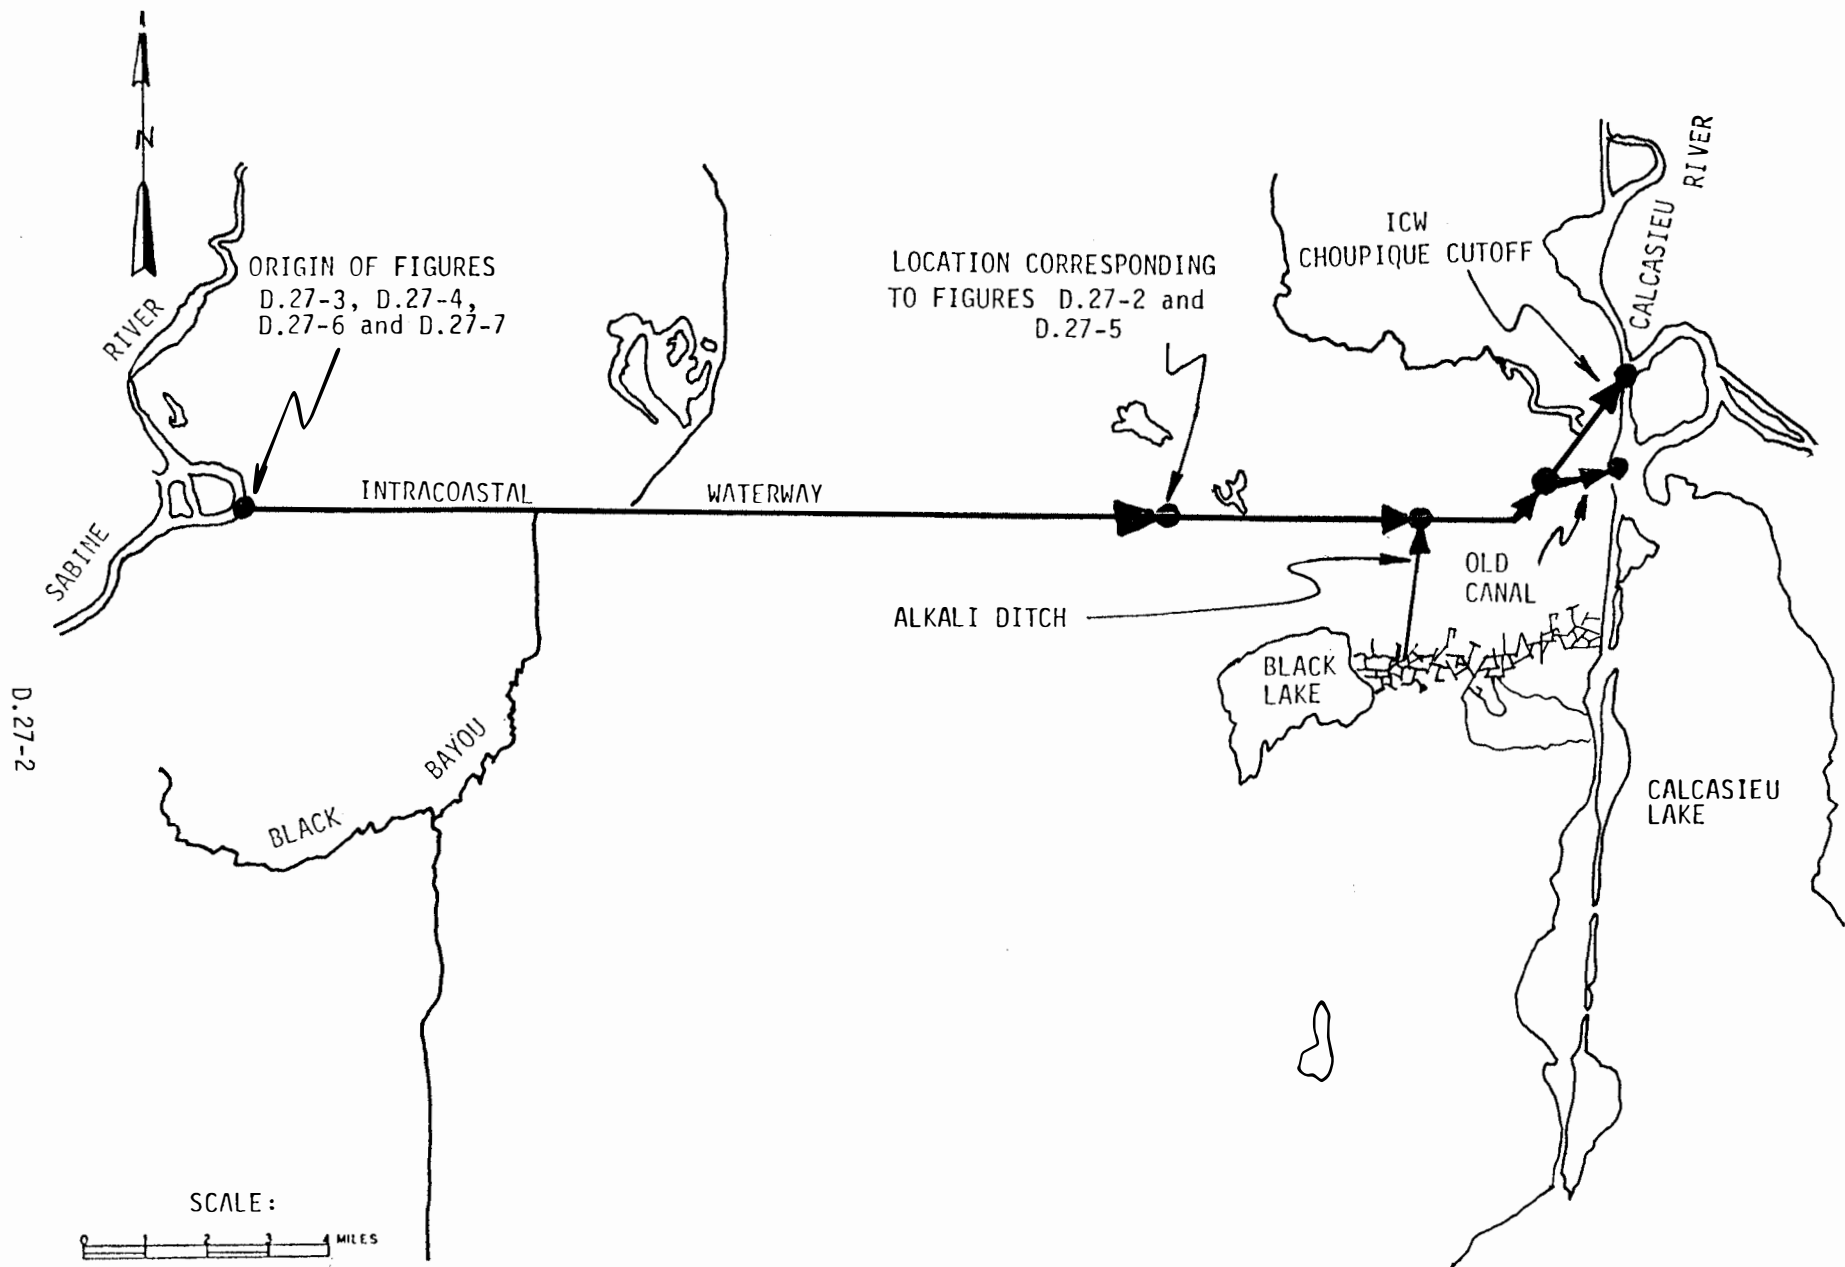 N
RIVER
CALCASIEU
RIVER
ICW
CHOUPIQUE CUTOFF
ORIGIN OF FIGURES
D.27-3, D.27-4,
D.27-6 and D.27-7
LOCATION CORRESPONDING
TO FIGURES D.27-2 and
D.27-5
RIVER
SABINE
INTRACOASTAL
WATERWAY
OLD
CANAL
ALKALI DITCH
BLACK
LAKE
BLACK
BAYOU
CALCASIEU
LAKE
D.27-2
SCALE:
0 1 2 3 4 MILES